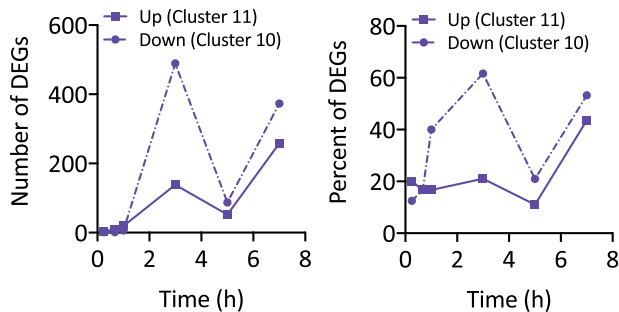 Up (Cluster 11)
Down (Cluster 10)
Number of DEGs
600
400
200
0
0 2 4 6 8
Time (h)
Up (Cluster 11)
Down (Cluster 10)
Percent of DEGs
80
60
40
20
0
0 2 4 6 8
Time (h)